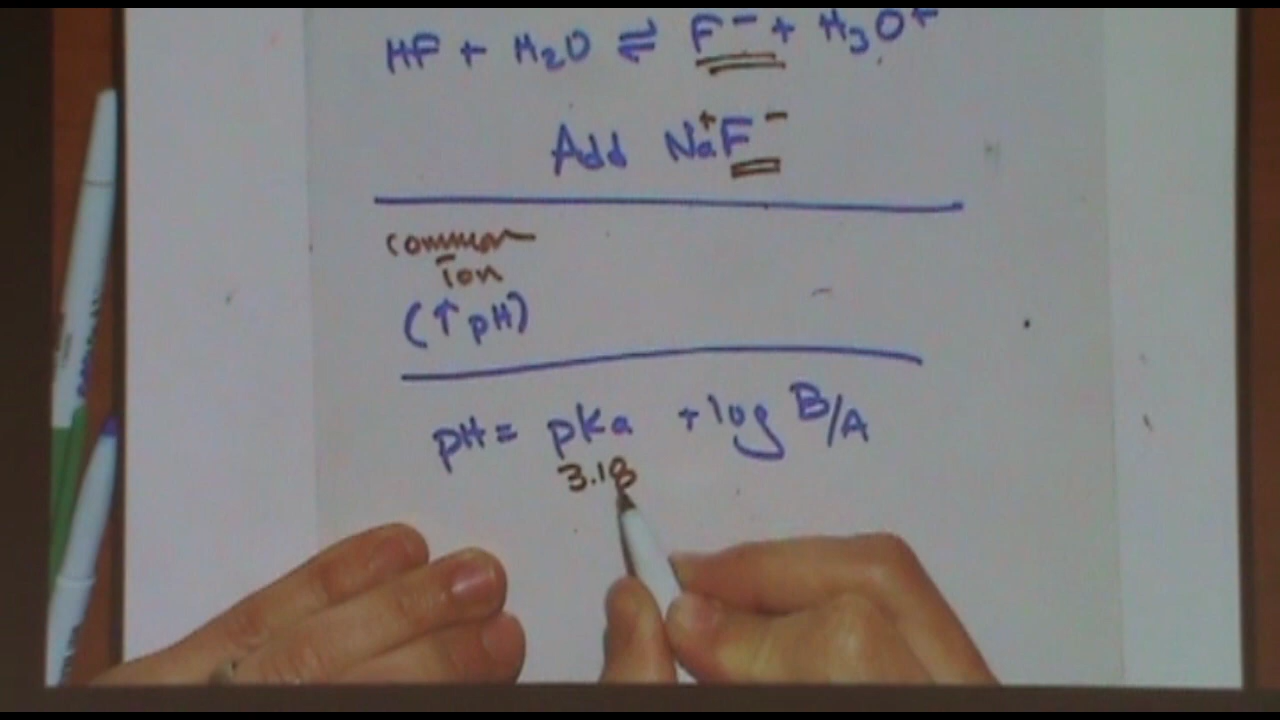 HF + H₂O ⇌ F⁻ + H₃O⁺
Add Na⁺F⁻
common
ion
(↑ pH)
pH = pKa + log B/A
3.18